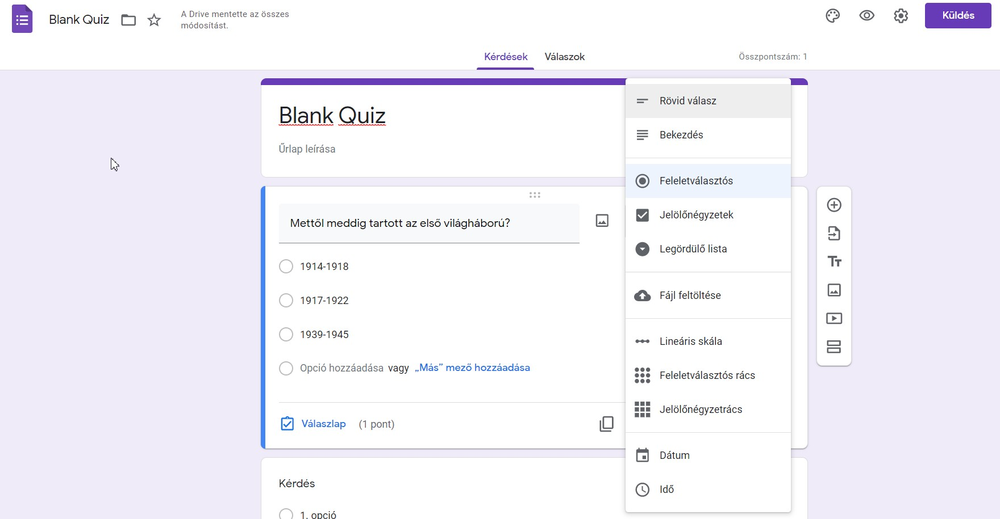 Blank Quiz
A Drive mentette az összes
módosítást.
Küldés
Kérdések
Válaszok
Összpontszám: 1
Blank Quiz
Űrlap leírása
Mettől meddig tartott az első világháború?
1914-1918
1917-1922
1939-1945
Opció hozzáadása vagy „Más” mező hozzáadása
Válaszlap (1 pont)
Kérdés
1. opció
Rövid válasz
Bekezdés
Feleletválasztós
Jelölőnégyzetek
Legördülő lista
Fájl feltöltése
Lineáris skála
Feleletválasztós rács
Jelölőnégyzetrács
Dátum
Idő
Tт